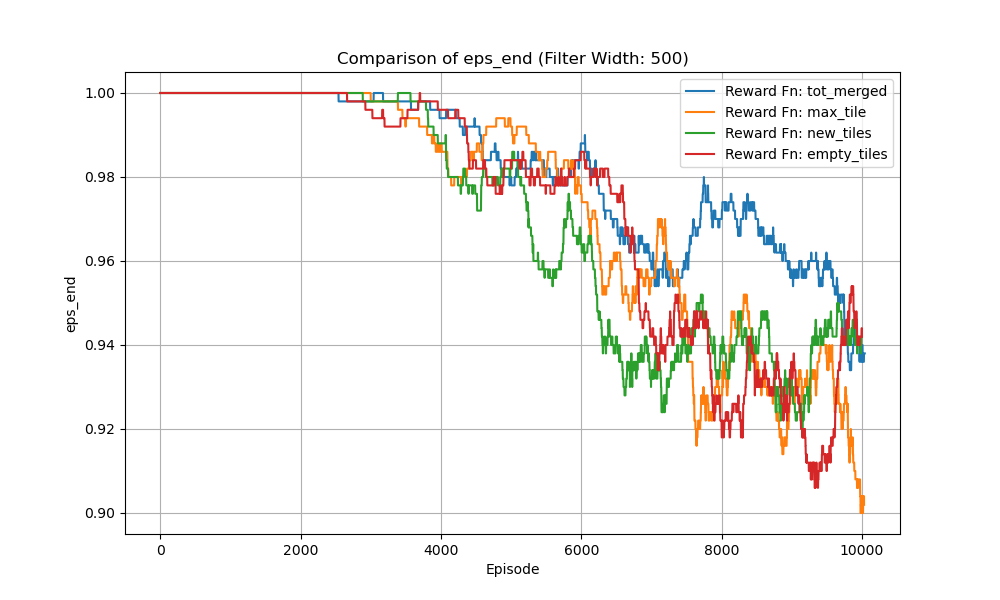 Comparison of eps_end (Filter Width: 500)
Reward Fn: tot_merged
Reward Fn: max_tile
Reward Fn: new_tiles
Reward Fn: empty_tiles
eps_end
1.00
0.98
0.96
0.94
0.92
0.90
0
2000
4000
6000
8000
10000
Episode